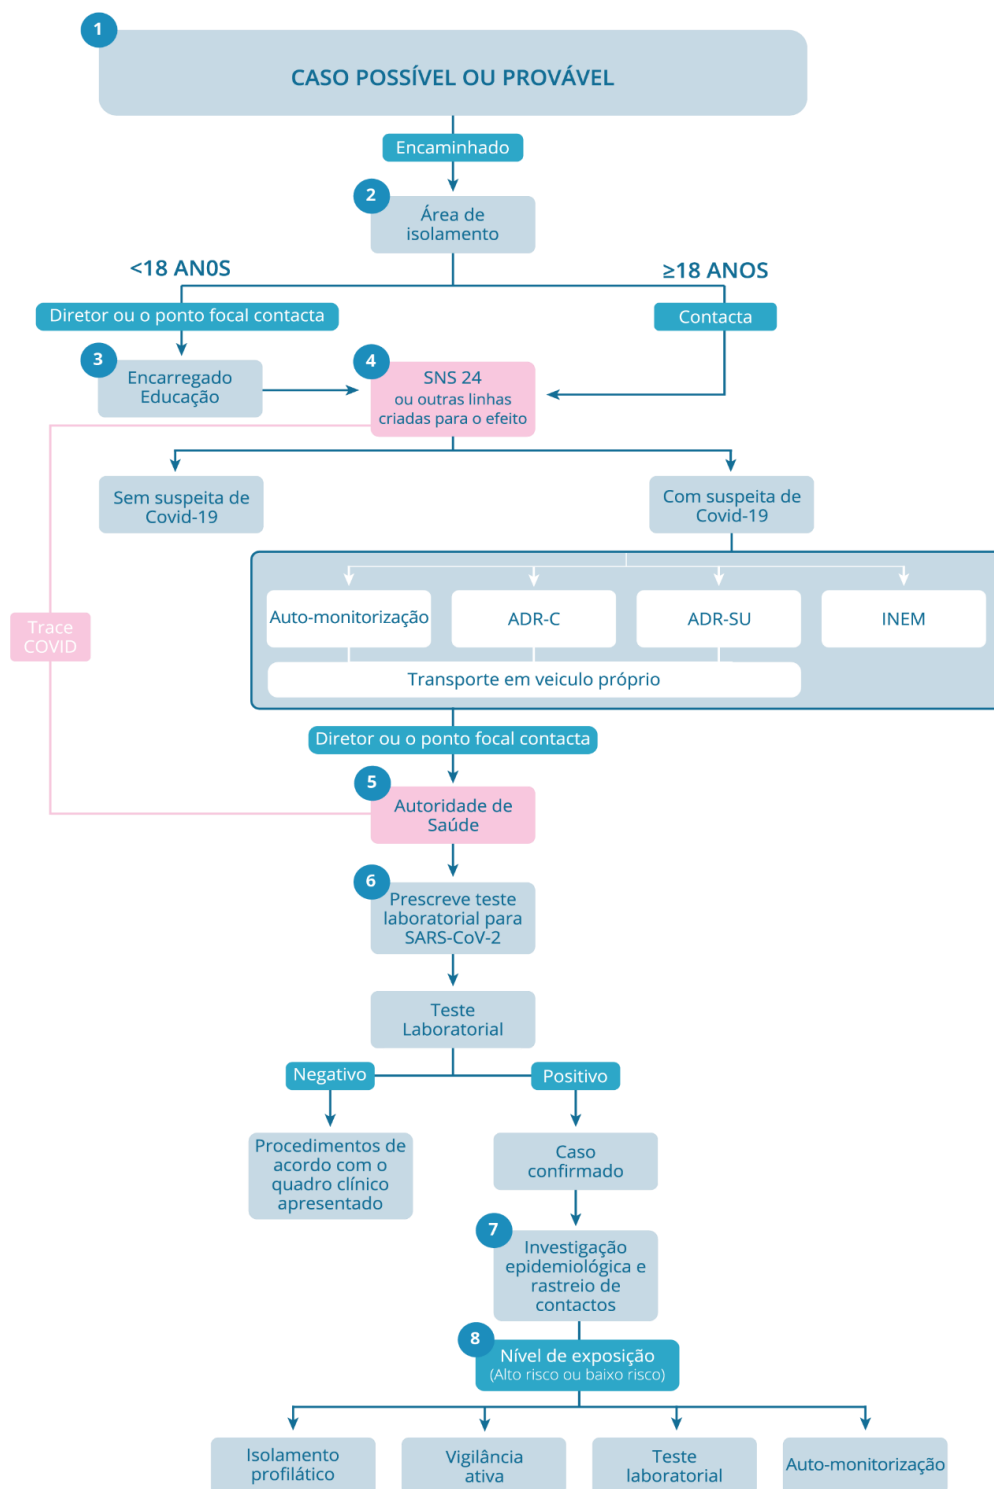 1
CASO POSSÍVEL OU PROVÁVEL
Encaminhado
2
Área de
isolamento
<18 AN0S
≥18 ANOS
Diretor ou o ponto focal contacta
Contacta
3
Encarregado
Educação
4
SNS 24
ou outras linhas
criadas para o efeito
Sem suspeita de
Covid-19
Com suspeita de
Covid-19
Trace
COVID
Auto-monitorização
ADR-C
ADR-SU
INEM
Transporte em veiculo próprio
Diretor ou o ponto focal contacta
5
Autoridade de
Saúde
6
Prescreve teste
laboratorial para
SARS-CoV-2
Teste
Laboratorial
Negativo
Positivo
Procedimentos de
acordo com o
quadro clínico
apresentado
Caso
confirmado
7
Investigação
epidemiológica e
rastreio de
contactos
8
Nível de exposição
(Alto risco ou baixo risco)
Isolamento
profilático
Vigilância
ativa
Teste
laboratorial
Auto-monitorização